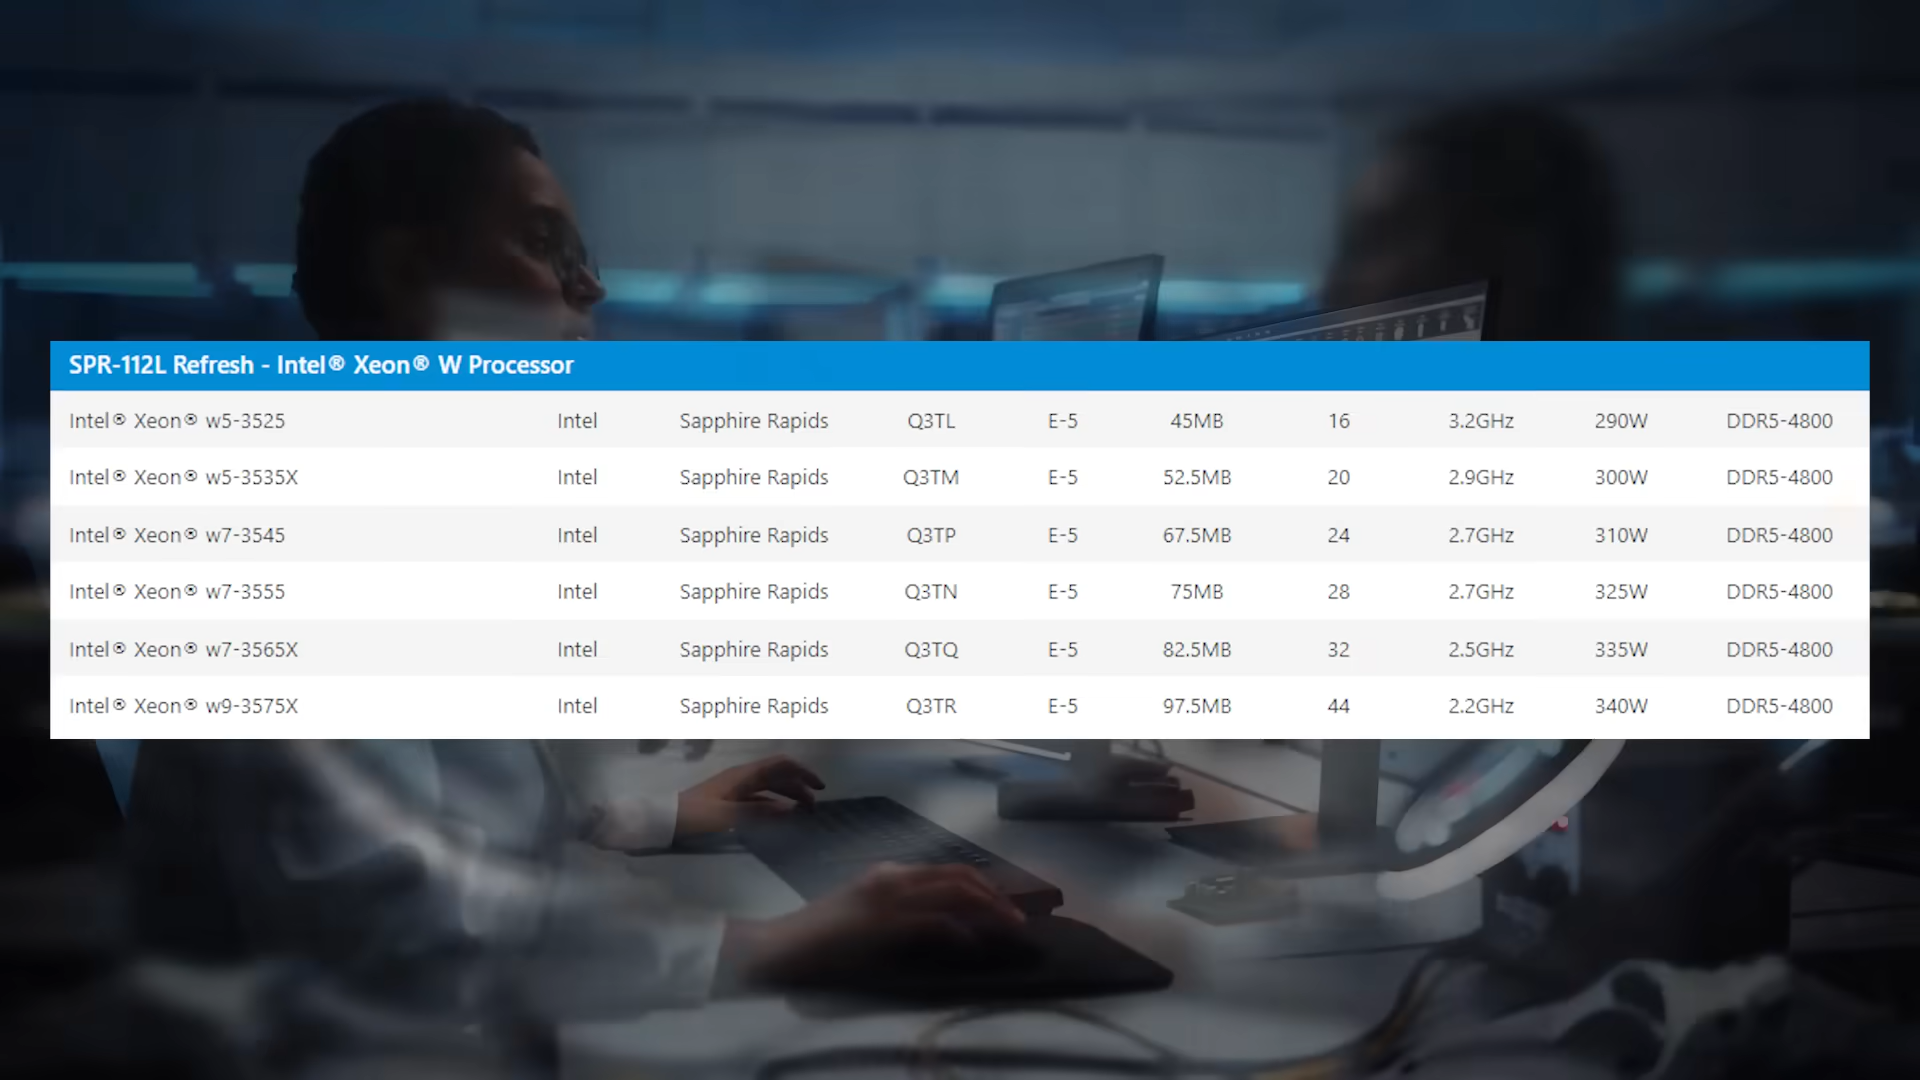 SPR-112L Refresh - Intel® Xeon® W Processor
Intel® Xeon® w5-3525 Intel Sapphire Rapids Q3TL E-5 45MB 16 3.2GHz 290W DDR5-4800
Intel® Xeon® w5-3535X Intel Sapphire Rapids Q3TM E-5 52.5MB 20 2.9GHz 300W DDR5-4800
Intel® Xeon® w7-3545 Intel Sapphire Rapids Q3TP E-5 67.5MB 24 2.7GHz 310W DDR5-4800
Intel® Xeon® w7-3555 Intel Sapphire Rapids Q3TN E-5 75MB 28 2.7GHz 325W DDR5-4800
Intel® Xeon® w7-3565X Intel Sapphire Rapids Q3TQ E-5 82.5MB 32 2.5GHz 335W DDR5-4800
Intel® Xeon® w9-3575X Intel Sapphire Rapids Q3TR E-5 97.5MB 44 2.2GHz 340W DDR5-4800